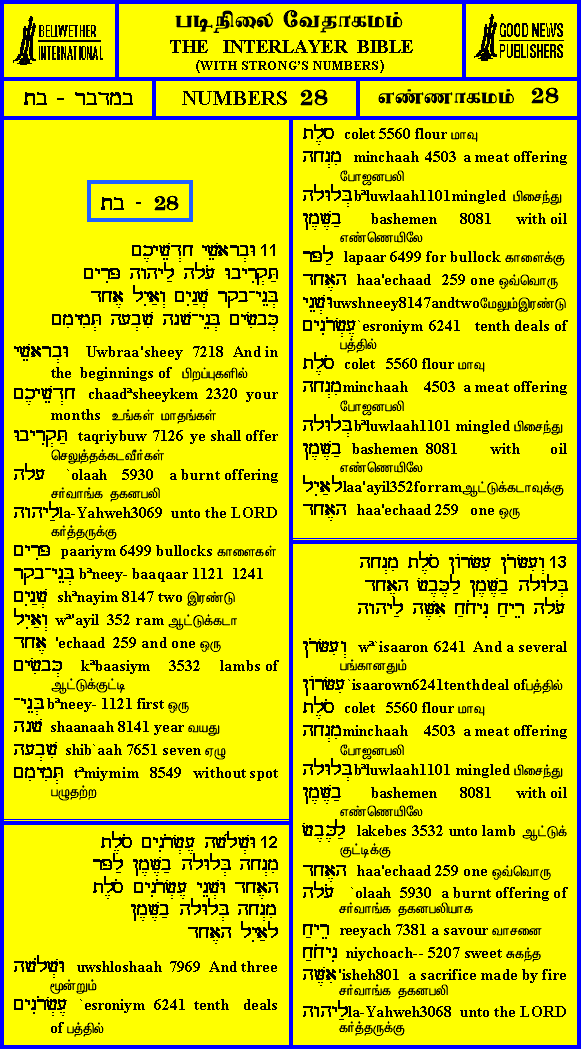 BELLWETHER
INTERNATIONAL
படிநிலை வேதாகமம்
THE INTERLAYER BIBLE
(WITH STRONG'S NUMBERS)
GOOD NEWS
PUBLISHERS
במדבר - בת
NUMBERS 28
எண்ணாகமம் 28
בת - 28
11 וּבְרָאשֵׁי חָדְשֵׁיכֶם
תַּקְרִיבוּ עֹלָה לַיהוָה פָּרִים
בְּנֵי־בָקָר שְׁנַיִם וְאַיִל אֶחָד
כְּבָשִׂים בְּנֵי־שָׁנָה שִׁבְעָה תְּמִימִם
וּבְרָאשֵׁי Uwbraa'sheey 7218 And in
the beginnings of பிறப்புகளில்
חָדְשֵׁיכֶם chaadªsheeykem 2320 your
months உங்கள் மாதங்கள்
תַּקְרִיבוּ taqriybuw 7126 ye shall offer
செலுத்தக்கடவீர்கள்
עֹלָה `olaah 5930 a burnt offering
சர்வாங்க தகனபலி
לַיהוָה la-Yahweh3069 unto the LORD
கர்த்தருக்கு
פָּרִים paariym 6499 bullocks காளைகள்
בְּנֵי־בָקָר bªneey- baaqaar 1121 1241
שְׁנַיִם shªnayim 8147 two இரண்டு
וְאַיִל wª'ayil 352 ram ஆட்டுக்கடா
אֶחָד 'echaad 259 and one ஒரு
כְּבָשִׂים kªbaasiym 3532 lambs of
ஆட்டுக்குட்டி
בְּנֵי־ bªneey- 1121 first ஒரு
שָׁנָה shaanaah 8141 year வயது
שִׁבְעָה shib`aah 7651 seven ஏழு
תְּמִימִם tªmiymim 8549 without spot
பழுதற்ற
12 וּשְׁלֹשָׁה עֶשְׂרֹנִים סֹלֶת
מִנְחָה בְּלוּלָה בַשֶּׁמֶן לַפָּר
הָאֶחָד וּשְׁנֵי עֶשְׂרֹנִים סֹלֶת
מִנְחָה בְּלוּלָה בַשֶּׁמֶן
לָאַיִל הָאֶחָד
וּשְׁלֹשָׁה uwshloshaah 7969 And three
மூன்றும்
עֶשְׂרֹנִים `esroniym 6241 tenth deals
of பத்தில்
סֹלֶת colet 5560 flour மாவு
מִנְחָה minchaah 4503 a meat offering
போஜனபலி
בְּלוּלָה bªluwlaah1101mingled பிசைந்து
בַשֶּׁמֶן bashemen 8081 with oil
எண்ணெயிலே
לַפָּר lapaar 6499 for bullock காளைக்கு
הָאֶחָד haa'echaad 259 one ஒவ்வொரு
וּשְׁנֵי uwshneey8147andtwoமேலும்இரண்டு
עֶשְׂרֹנִים `esroniym 6241 tenth deals of
பத்தில்
סֹלֶת colet 5560 flour மாவு
מִנְחָה minchaah 4503 a meat offering
போஜனபலி
בְּלוּלָה bªluwlaah1101 mingled பிசைந்து
בַשֶּׁמֶן bashemen 8081 with oil
எண்ணெயிலே
לָאַיִל laa'ayil352forramஆட்டுக்கடாவுக்கு
הָאֶחָד haa'echaad 259 one ஒரு
13 וְעִשָּׂרֹן עִשָּׂרוֹן סֹלֶת מִנְחָה
בְּלוּלָה בַשֶּׁמֶן לַכֶּבֶשׂ הָאֶחָד
עֹלָה רֵיחַ נִיחֹחַ אִשֶּׁה לַיהוָה
וְעִשָּׂרֹן wª`isaaron 6241 And a several
பங்கானதும்
עִשָּׂרוֹן `isaarown6241tenthdeal ofபத்தில்
סֹלֶת colet 5560 flour மாவு
מִנְחָה minchaah 4503 a meat offering
போஜனபலி
בְּלוּלָה bªluwlaah1101 mingled பிசைந்து
בַשֶּׁמֶן bashemen 8081 with oil
எண்ணெயிலே
לַכֶּבֶשׂ lakebes 3532 unto lamb ஆட்டுக்
குட்டிக்கு
הָאֶחָד haa'echaad 259 one ஒவ்வொரு
עֹלָה `olaah 5930 a burnt offering of
சர்வாங்க தகனபலியாக
רֵיחַ reeyach 7381 a savour வாசனை
נִיחֹחַ niychoach-- 5207 sweet சுகந்த
אִשֶּׁה 'isheh801 a sacrifice made by fire
சர்வாங்க தகனபலி
לַיהוָה la-Yahweh3068 unto the LORD
கர்த்தருக்கு